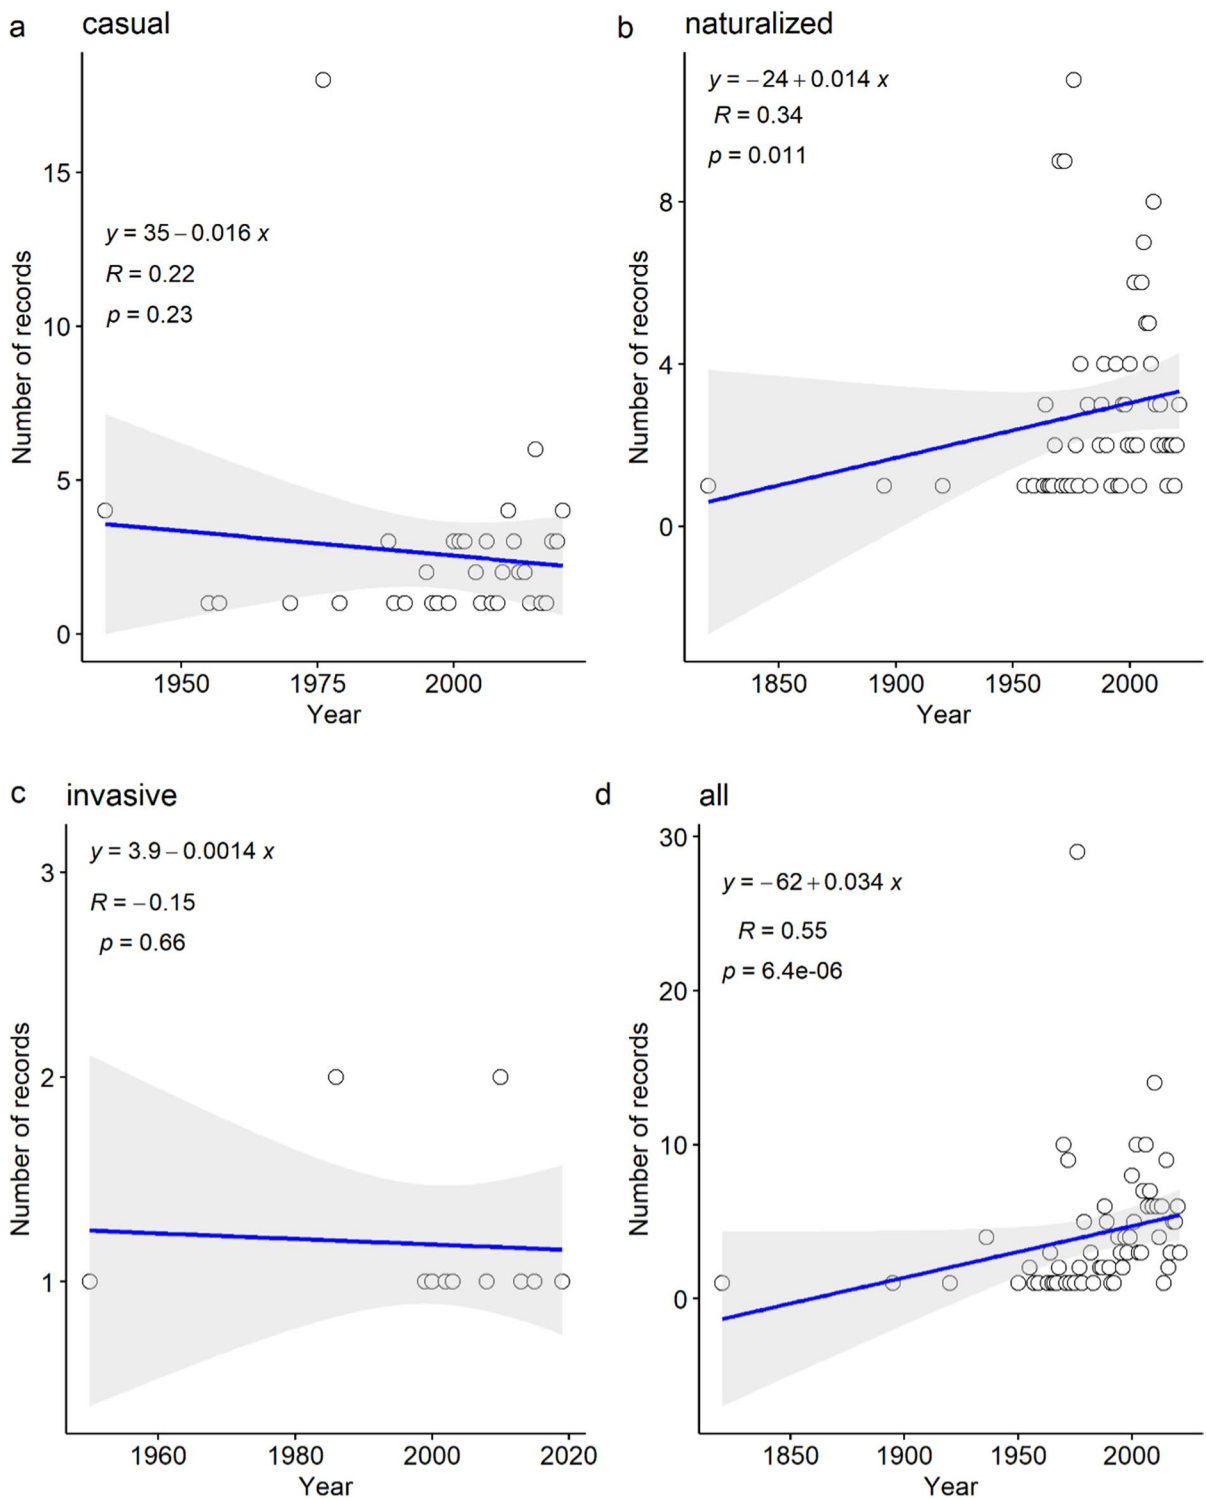 a casual
y = 35 − 0.016 x
R = 0.22
p = 0.23
Number of records
15
10
5
0
1950 1975 2000
Year
b naturalized
y = −24 + 0.014 x
R = 0.34
p = 0.011
Number of records
8
4
0
1850 1900 1950 2000
Year
c invasive
y = 3.9 − 0.0014 x
R = −0.15
p = 0.66
Number of records
3
2
1
1960 1980 2000 2020
Year
d all
y = −62 + 0.034 x
R = 0.55
p = 6.4e-06
Number of records
30
20
10
0
1850 1900 1950 2000
Year